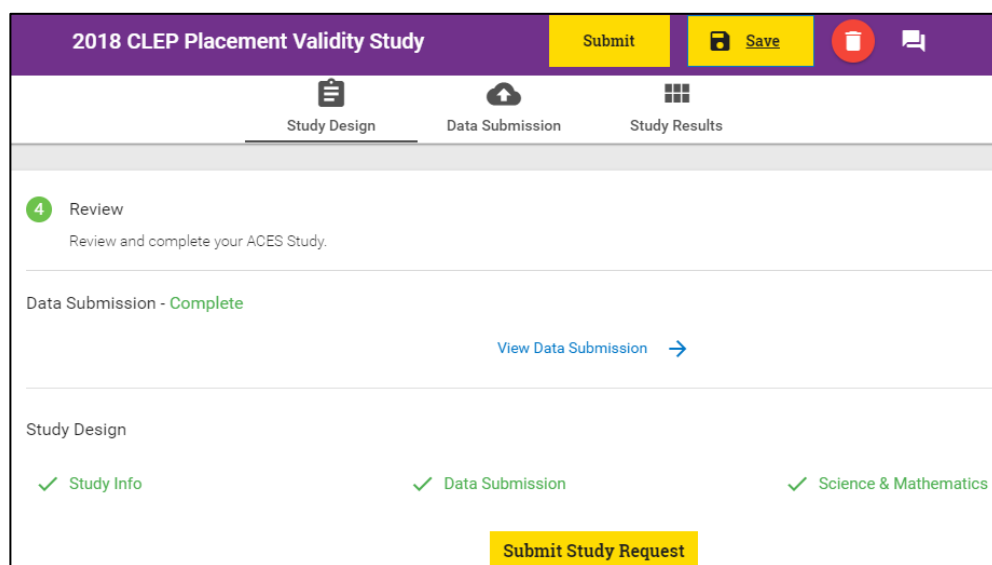 2018 CLEP Placement Validity Study
Submit
Save
Study Design
Data Submission
Study Results
4 Review
Review and complete your ACES Study.
Data Submission - Complete
View Data Submission
Study Design
Study Info
Data Submission
Science & Mathematics
Submit Study Request